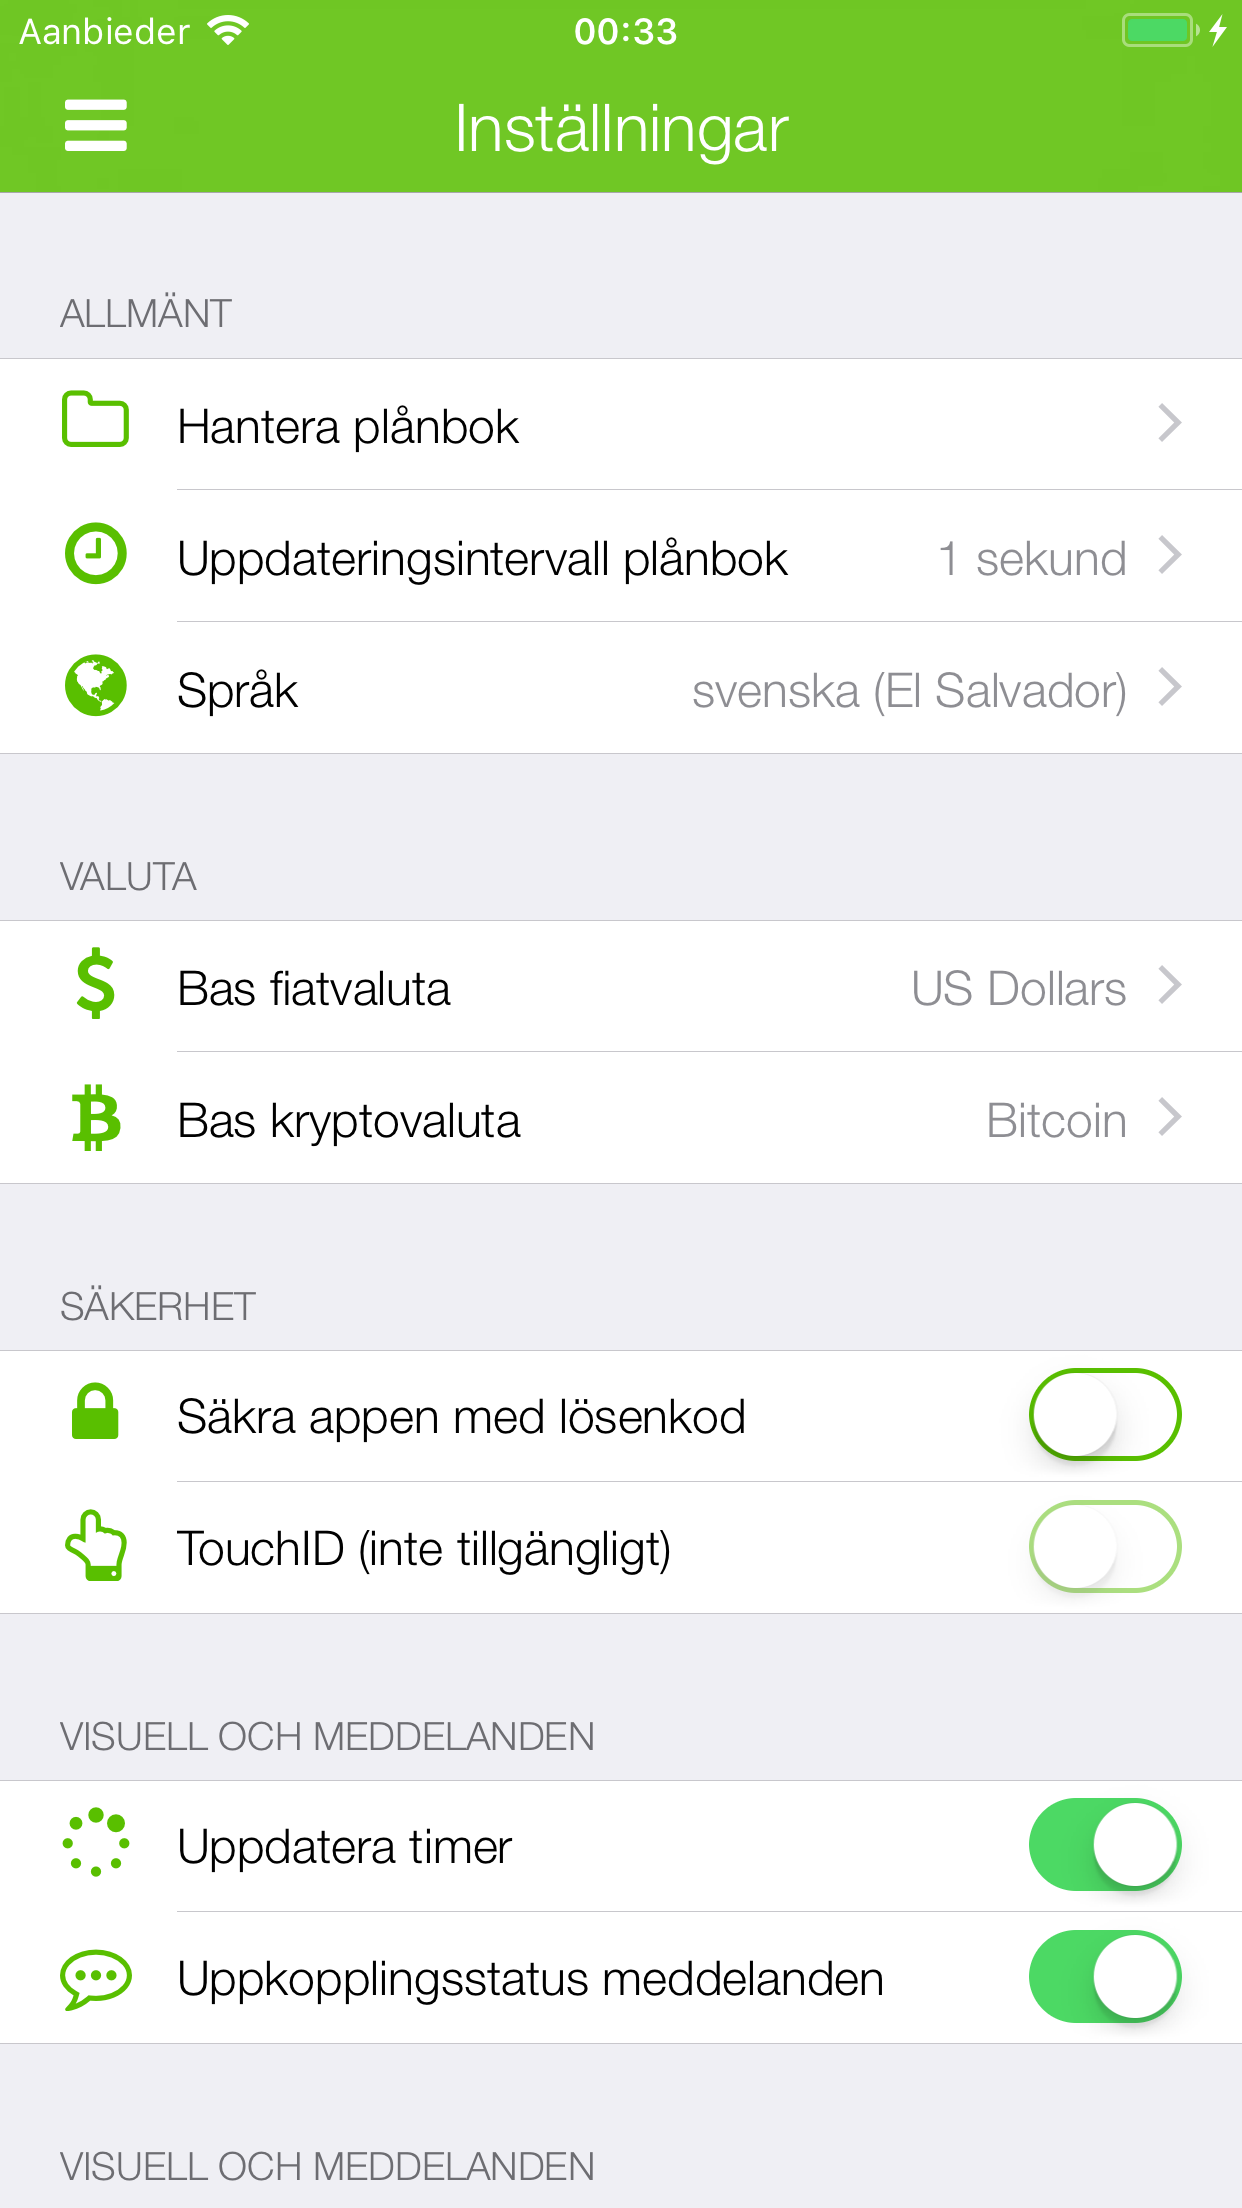 Aanbieder 00:33
Inställningar
ALLMÄNT
Hantera plånbok
Uppdateringsintervall plånbok 1 sekund
Språk svenska (El Salvador)
VALUTA
Bas fiatvaluta US Dollars
Bas kryptovaluta Bitcoin
SÄKERHET
Säkra appen med lösenkod
TouchID (inte tillgängligt)
VISUELL OCH MEDDELANDEN
Uppdatera timer
Uppkopplingsstatus meddelanden
VISUELL OCH MEDDELANDEN